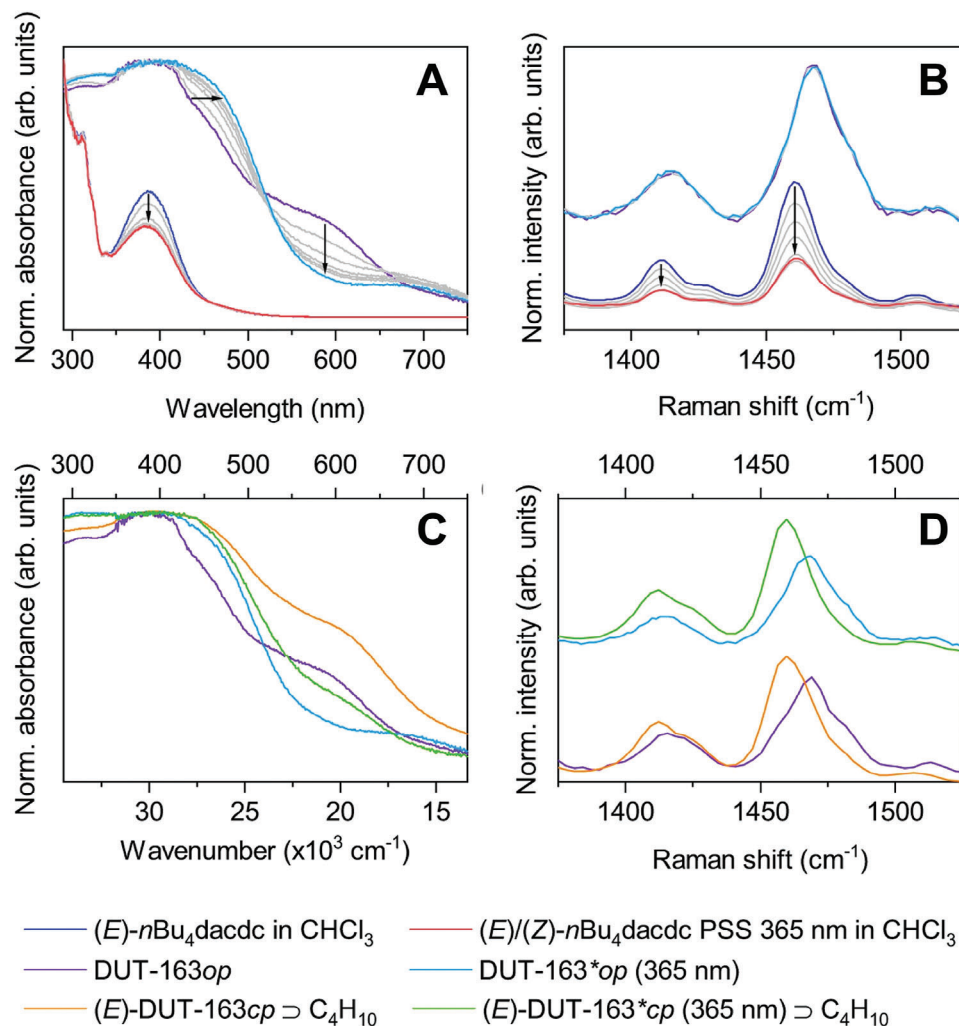 A
B
Norm. absorbance (arb. units)
Norm. intensity (arb. units)
300 400 500 600 700
1400 1450 1500
Wavelength (nm)
Raman shift (cm⁻¹)
300 400 500 600 700
1400 1450 1500
C
D
Norm. absorbance (arb. units)
Norm. intensity (arb. units)
30 25 20 15
1400 1450 1500
Wavenumber (x10³ cm⁻¹)
Raman shift (cm⁻¹)
(E)-nBu₄dacdc in CHCl₃
(E)/(Z)-nBu₄dacdc PSS 365 nm in CHCl₃
DUT-163op
DUT-163*op (365 nm)
(E)-DUT-163cp ⊃ C₄H₁₀
(E)-DUT-163*cp (365 nm) ⊃ C₄H₁₀